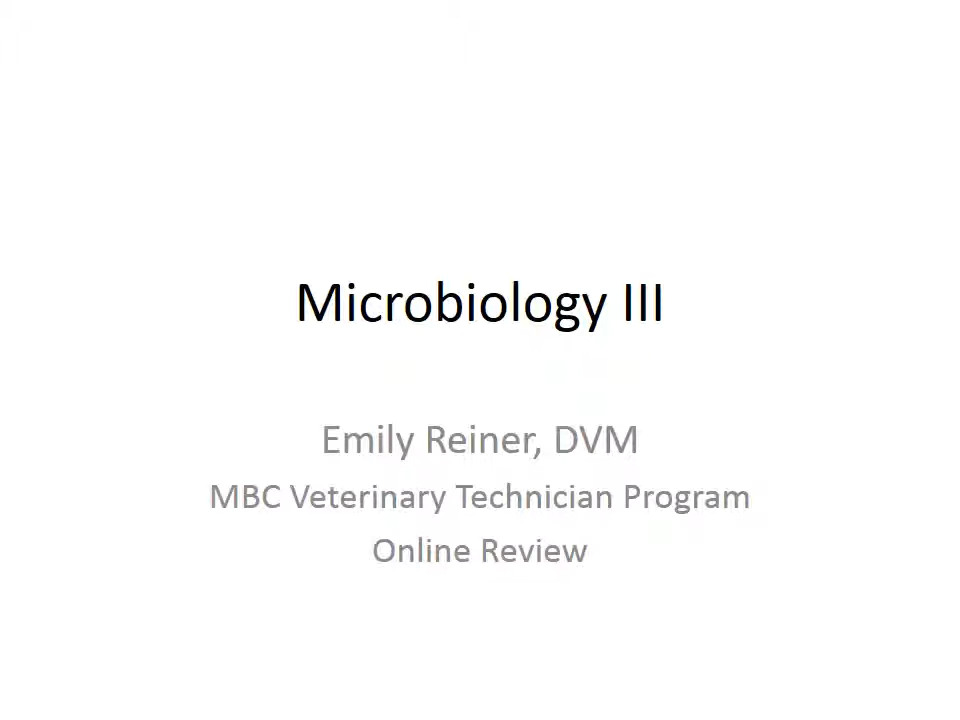 Microbiology III
Emily Reiner, DVM
MBC Veterinary Technician Program
Online Review